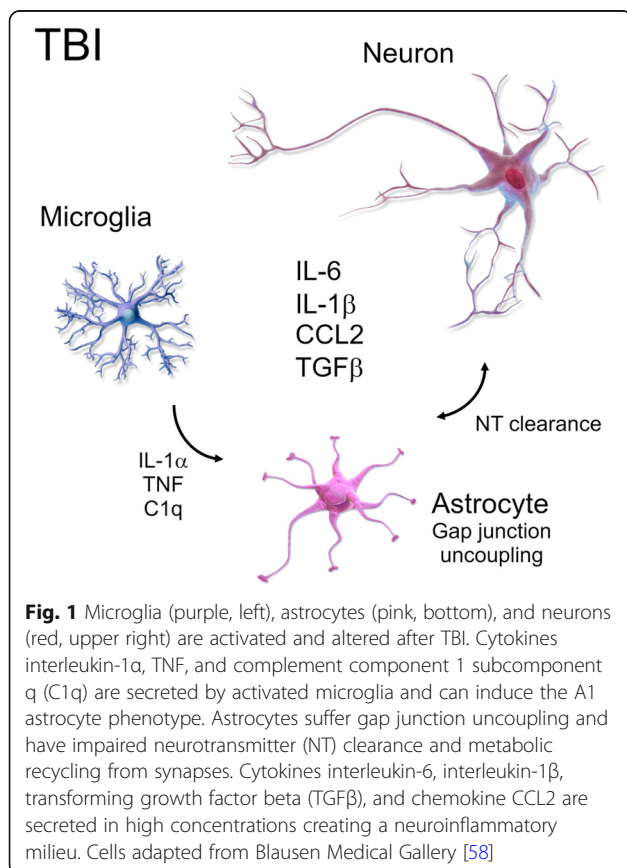 TBI
Neuron
Microglia
IL-6
IL-1β
CCL2
TGFβ
NT clearance
IL-1α
TNF
C1q
Astrocyte
Gap junction
uncoupling
Fig. 1 Microglia (purple, left), astrocytes (pink, bottom), and neurons
(red, upper right) are activated and altered after TBI. Cytokines
interleukin-1α, TNF, and complement component 1 subcomponent
q (C1q) are secreted by activated microglia and can induce the A1
astrocyte phenotype. Astrocytes suffer gap junction uncoupling and
have impaired neurotransmitter (NT) clearance and metabolic
recycling from synapses. Cytokines interleukin-6, interleukin-1β,
transforming growth factor beta (TGFβ), and chemokine CCL2 are
secreted in high concentrations creating a neuroinflammatory
milieu. Cells adapted from Blausen Medical Gallery [58]